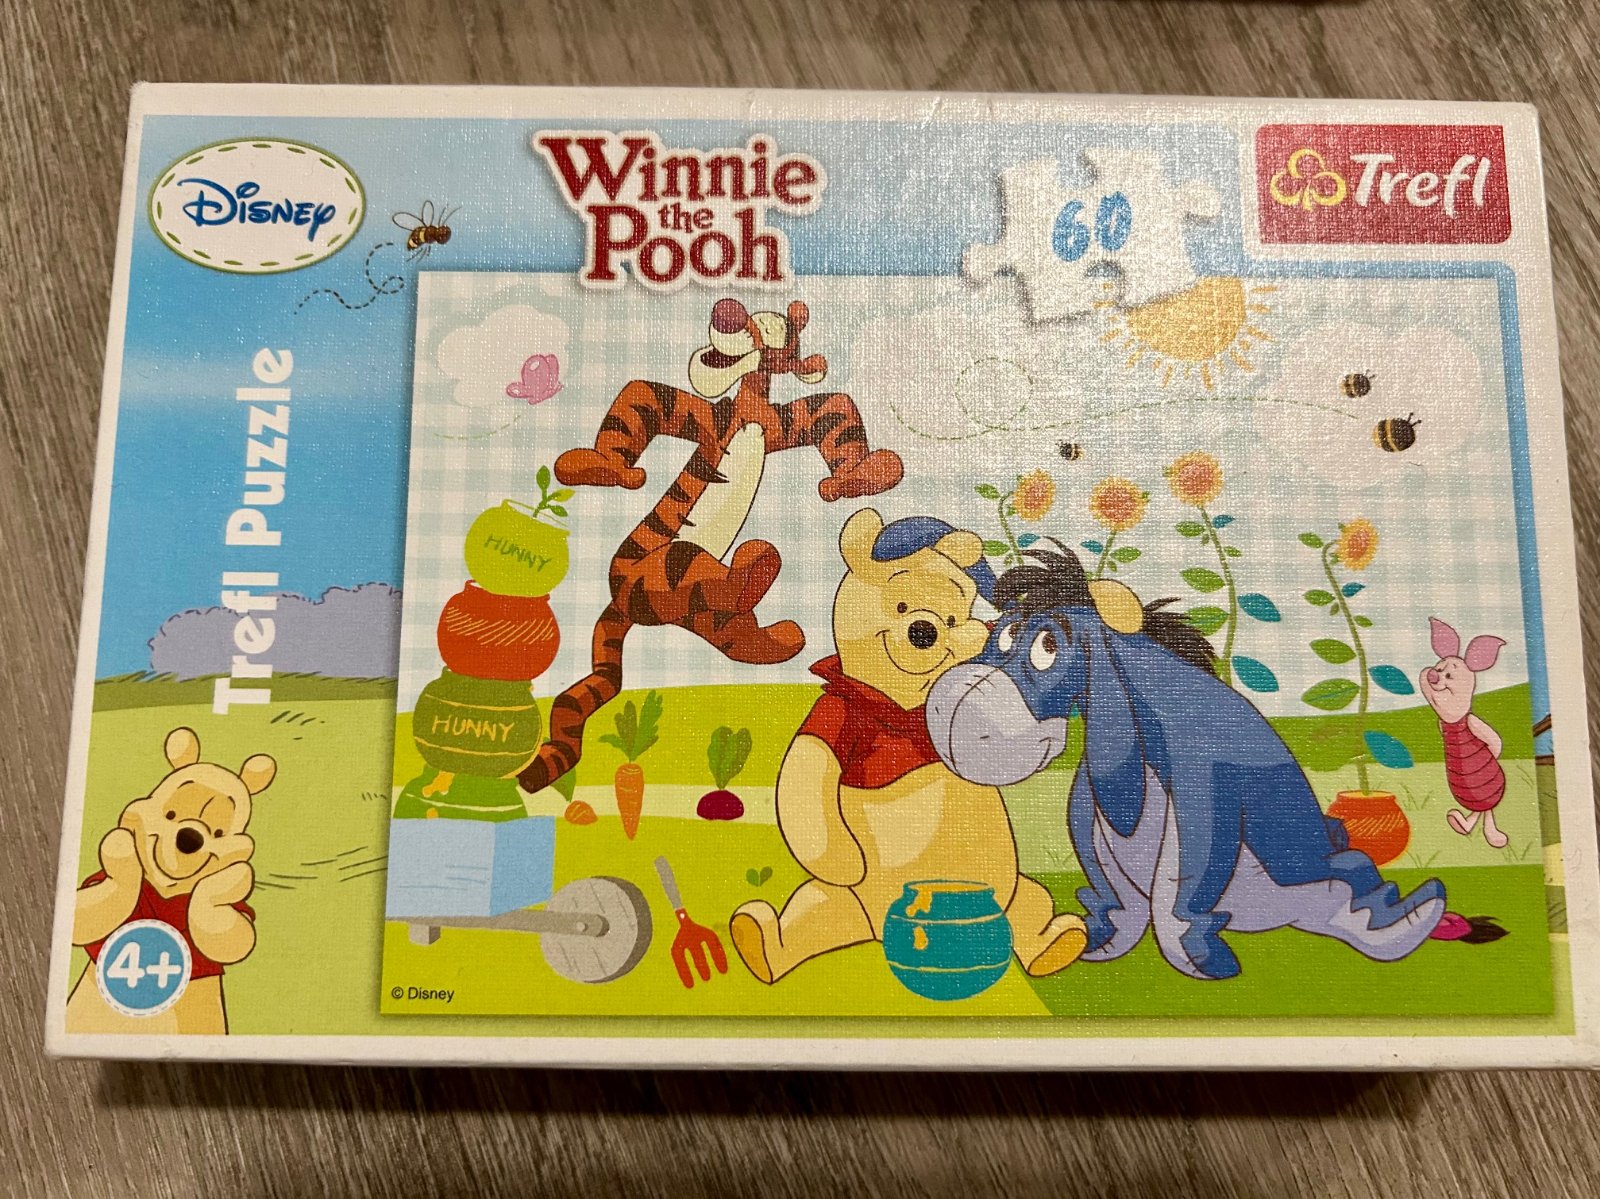 Disney
Winnie
the
Pooh
60
Trefl
Trefl Puzzle
HUNNY
HUNNY
4+
© Disney